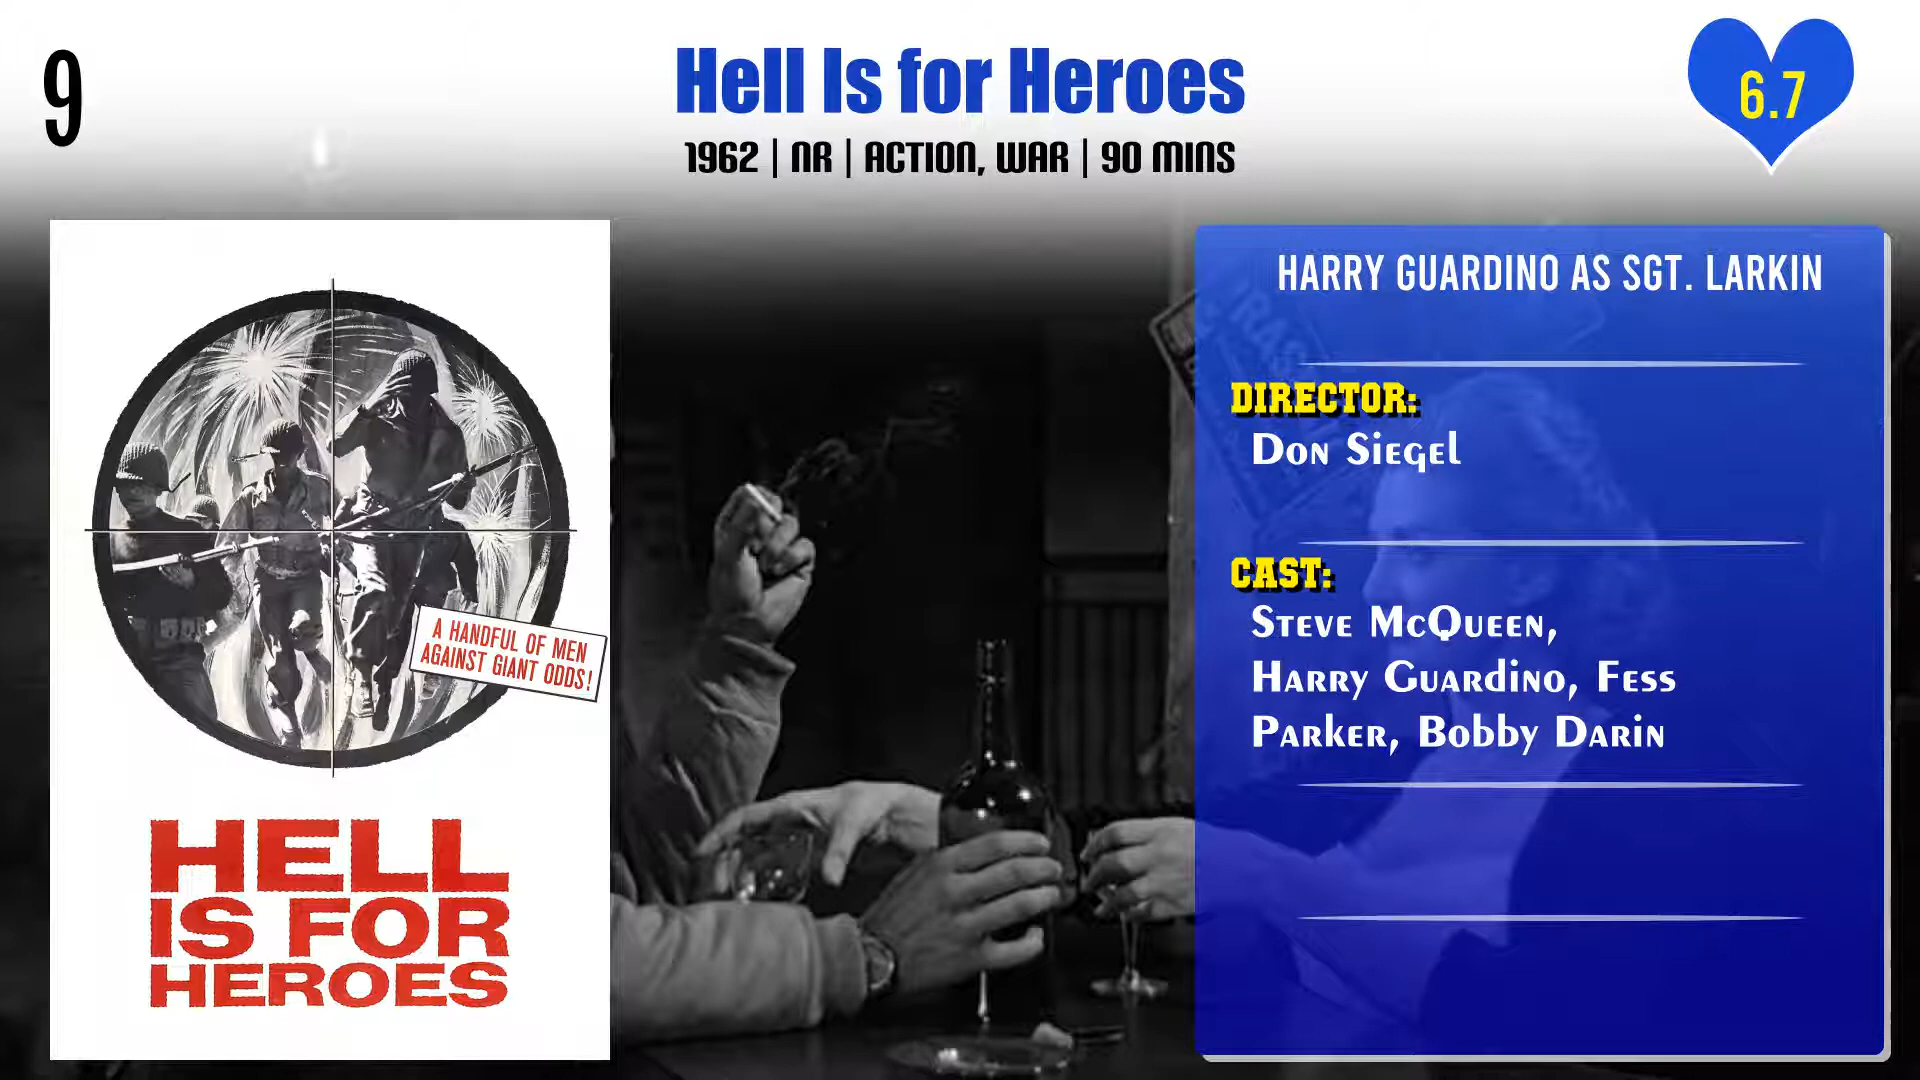 9
Hell Is for Heroes
1962 | NR | ACTION, WAR | 90 MINS
6.7
A HANDFUL OF MEN
AGAINST GIANT ODDS!
HELL
IS FOR
HEROES
HARRY GUARDINO AS SGT. LARKIN
DIRECTOR:
Don Siegel
CAST:
Steve McQueen,
Harry Guardino, Fess
Parker, Bobby Darin